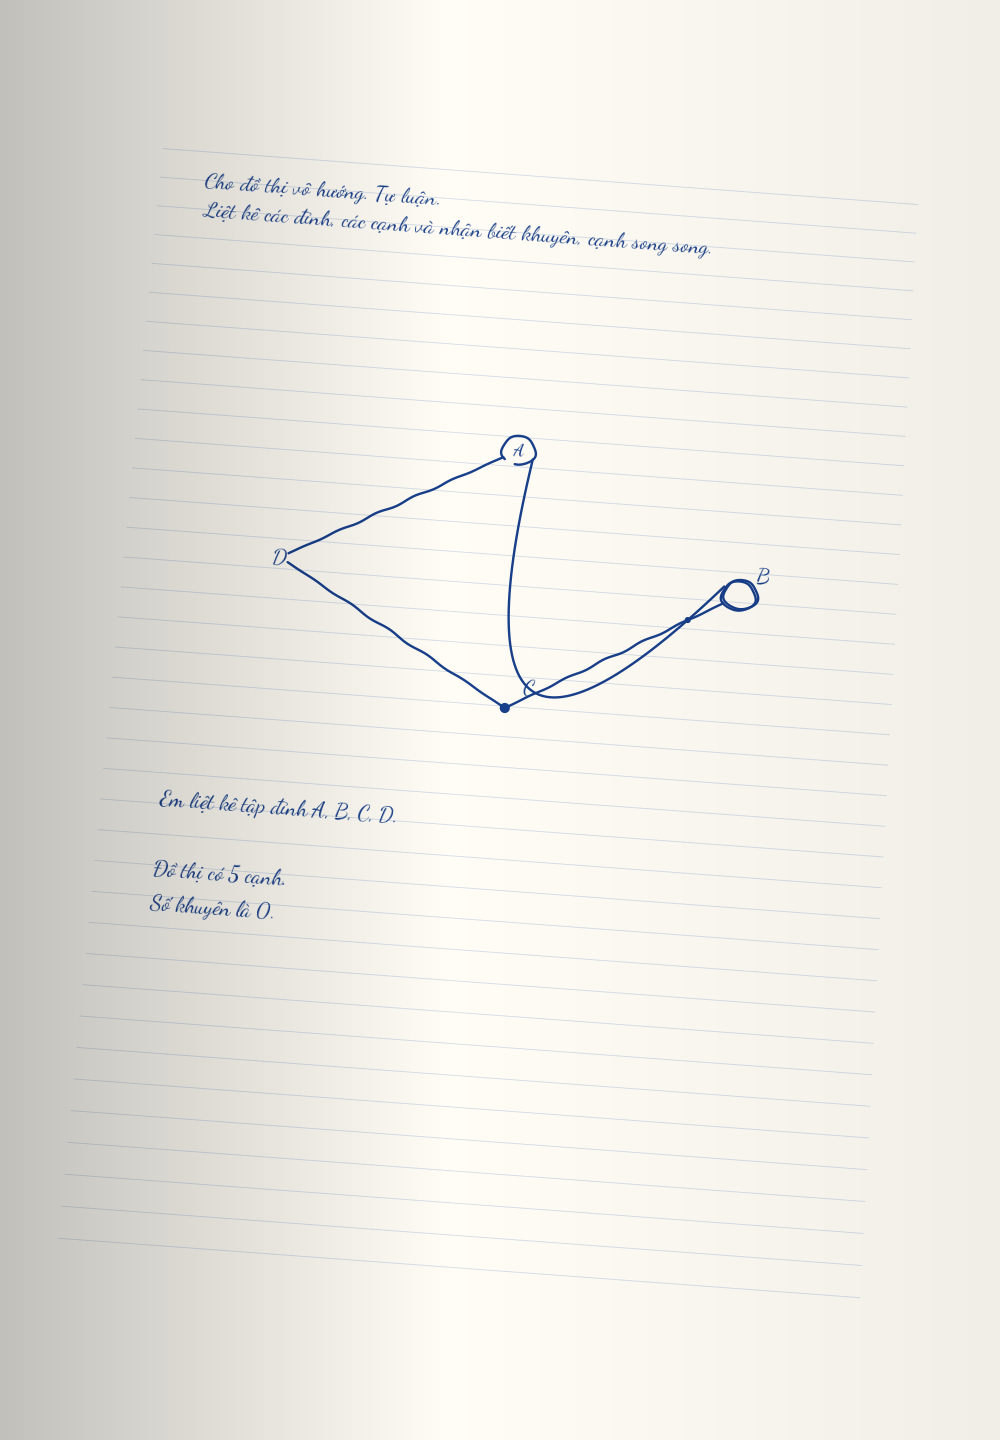 Cho đồ thị vô hướng. Tự luận.
Liệt kê các đỉnh, các cạnh và nhận biết khuyên, cạnh song song.
A
B
D
C
Em liệt kê tập đỉnh A, B, C, D.
Đồ thị có 5 cạnh.
Số khuyên là 0.